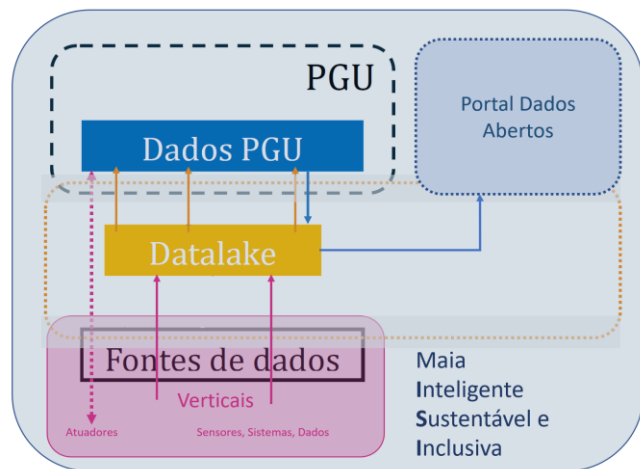 PGU
Portal Dados
Abertos
Dados PGU
Datalake
Fontes de dados
Verticais
Atuadores
Sensores, Sistemas, Dados
Maia
Inteligente
Sustentável e
Inclusiva